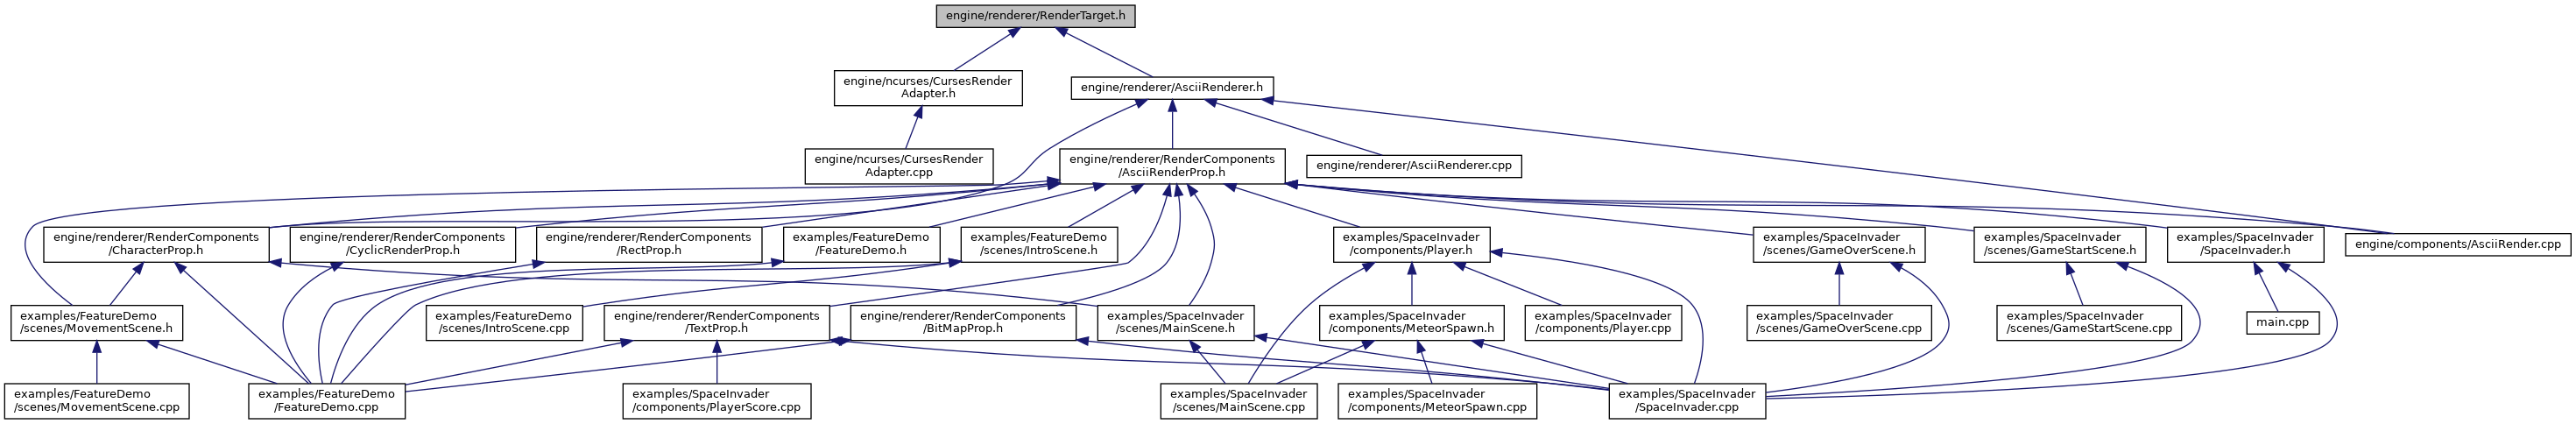 engine/renderer/RenderTarget.h
engine/ncurses/CursesRender
Adapter.h
engine/renderer/AsciiRenderer.h
engine/ncurses/CursesRender
Adapter.cpp
engine/renderer/RenderComponents
/AsciiRenderProp.h
engine/renderer/AsciiRenderer.cpp
engine/renderer/RenderComponents
/CharacterProp.h
engine/renderer/RenderComponents
/CyclicRenderProp.h
engine/renderer/RenderComponents
/RectProp.h
examples/FeatureDemo
/FeatureDemo.h
examples/FeatureDemo
/scenes/IntroScene.h
examples/SpaceInvader
/components/Player.h
examples/SpaceInvader
/scenes/GameOverScene.h
examples/SpaceInvader
/scenes/GameStartScene.h
examples/SpaceInvader
/SpaceInvader.h
engine/components/AsciiRender.cpp
examples/FeatureDemo
/scenes/MovementScene.h
examples/FeatureDemo
/scenes/IntroScene.cpp
engine/renderer/RenderComponents
/TextProp.h
engine/renderer/RenderComponents
/BitMapProp.h
examples/SpaceInvader
/scenes/MainScene.h
examples/SpaceInvader
/components/MeteorSpawn.h
examples/SpaceInvader
/components/Player.cpp
examples/SpaceInvader
/scenes/GameOverScene.cpp
examples/SpaceInvader
/scenes/GameStartScene.cpp
main.cpp
examples/FeatureDemo
/scenes/MovementScene.cpp
examples/FeatureDemo
/FeatureDemo.cpp
examples/SpaceInvader
/components/PlayerScore.cpp
examples/SpaceInvader
/scenes/MainScene.cpp
examples/SpaceInvader
/components/MeteorSpawn.cpp
examples/SpaceInvader
/SpaceInvader.cpp